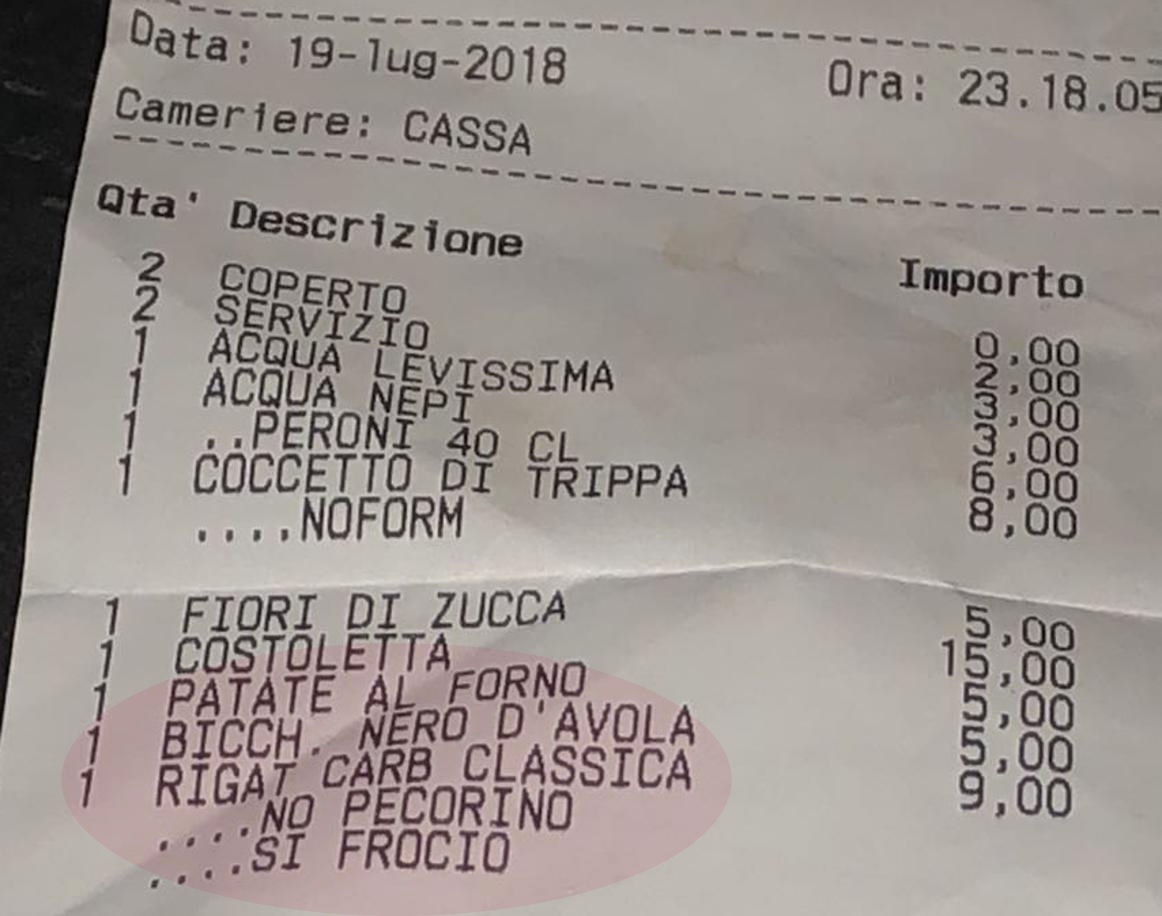 Data: 19-lug-2018 Ora: 23.18.05
Cameriere: CASSA
Qta' Descrizione Importo
2 COPERTO 0,00
2 SERVIZIO 2,00
1 ACQUA LEVISSIMA 3,00
1 ACQUA NEPI 3,00
1 ..PERONI 40 CL 6,00
1 COCCETTO DI TRIPPA 8,00
....NOFORM
1 FIORI DI ZUCCA 5,00
1 COSTOLETTA 15,00
1 PATATE AL FORNO 5,00
1 BICCH. NERO D'AVOLA 5,00
1 RIGAT CARB CLASSICA 9,00
....NO PECORINO
....SI FROCIO